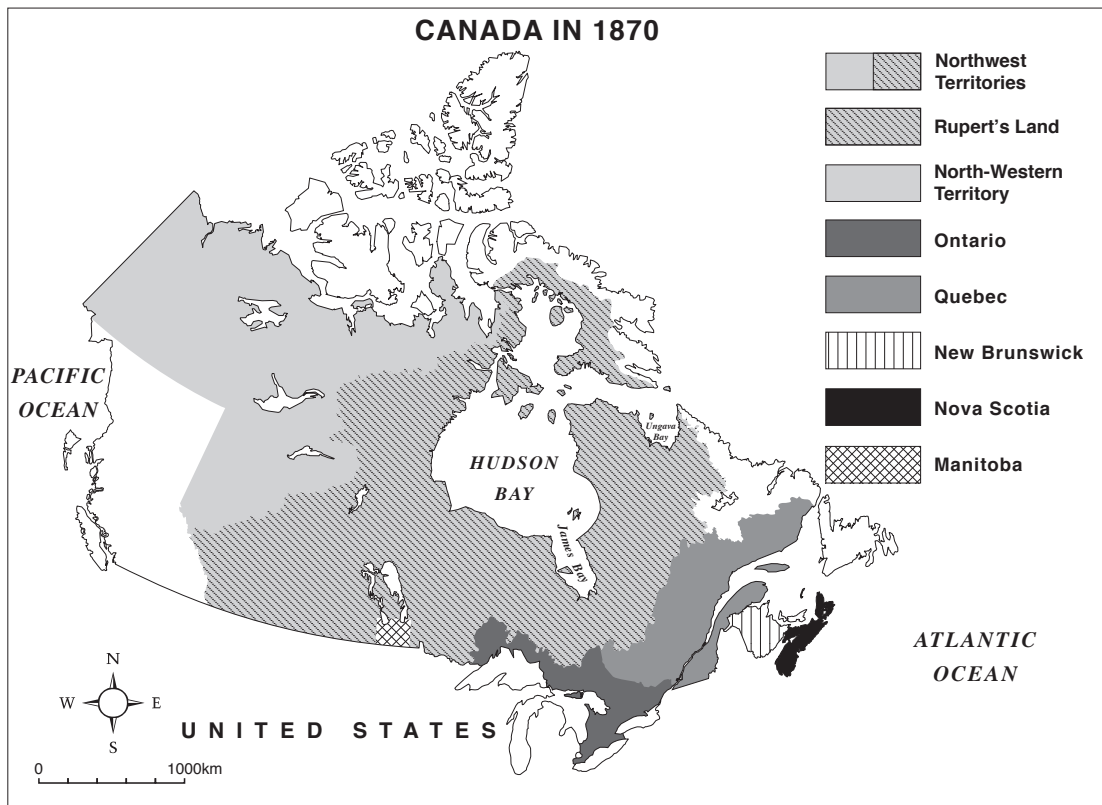 CANADA IN 1870
Northwest
Territories
Rupert's Land
North-Western
Territory
Ontario
Quebec
New Brunswick
Nova Scotia
Manitoba
PACIFIC
OCEAN
HUDSON
BAY
Ungava
Bay
James Bay
ATLANTIC
OCEAN
UNITED STATES
N
W E
S
0 1000km